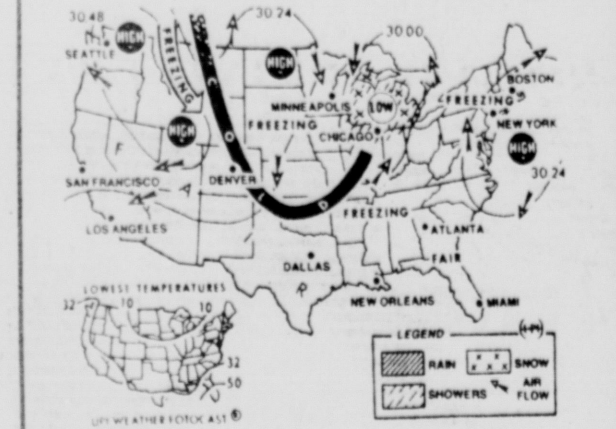 30.48
30.24
30.00
SEATTLE
HIGH
FREEZING
HIGH
BOSTON
MINNEAPOLIS
LOW
FREEZING
C
HIGH
FREEZING
NEW YORK
O
CHICAGO
HIGH
F
30.24
SAN FRANCISCO
DENVER
L
D
FREEZING
LOS ANGELES
ATLANTA
FAIR
DALLAS
LOWEST TEMPERATURES
32
10
10
NEW ORLEANS
MIAMI
LEGEND
32
RAIN
SNOW
50
SHOWERS
AIR
FLOW
UPI WEATHER FOTOCAST ®